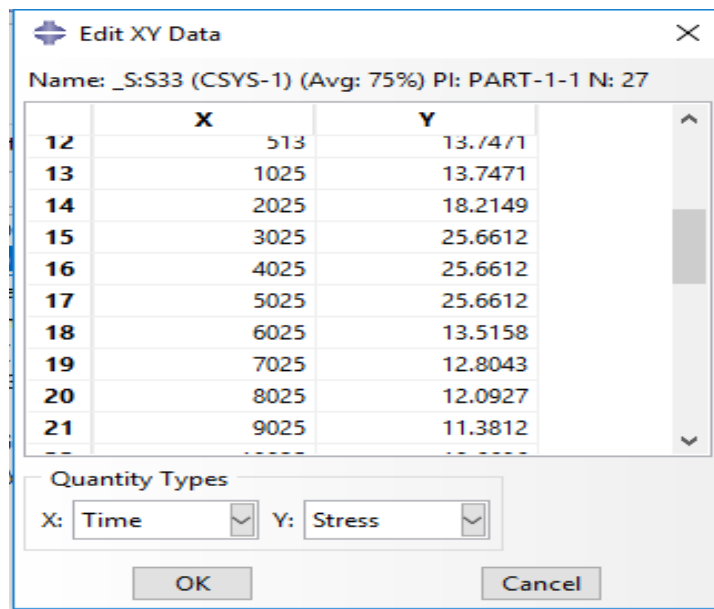 Edit XY Data
Name: _S:S33 (CSYS-1) (Avg: 75%) PI: PART-1-1 N: 27
X Y
12 513 13.7471
13 1025 13.7471
14 2025 18.2149
15 3025 25.6612
16 4025 25.6612
17 5025 25.6612
18 6025 13.5158
19 7025 12.8043
20 8025 12.0927
21 9025 11.3812
Quantity Types
X: Time Y: Stress
OK Cancel